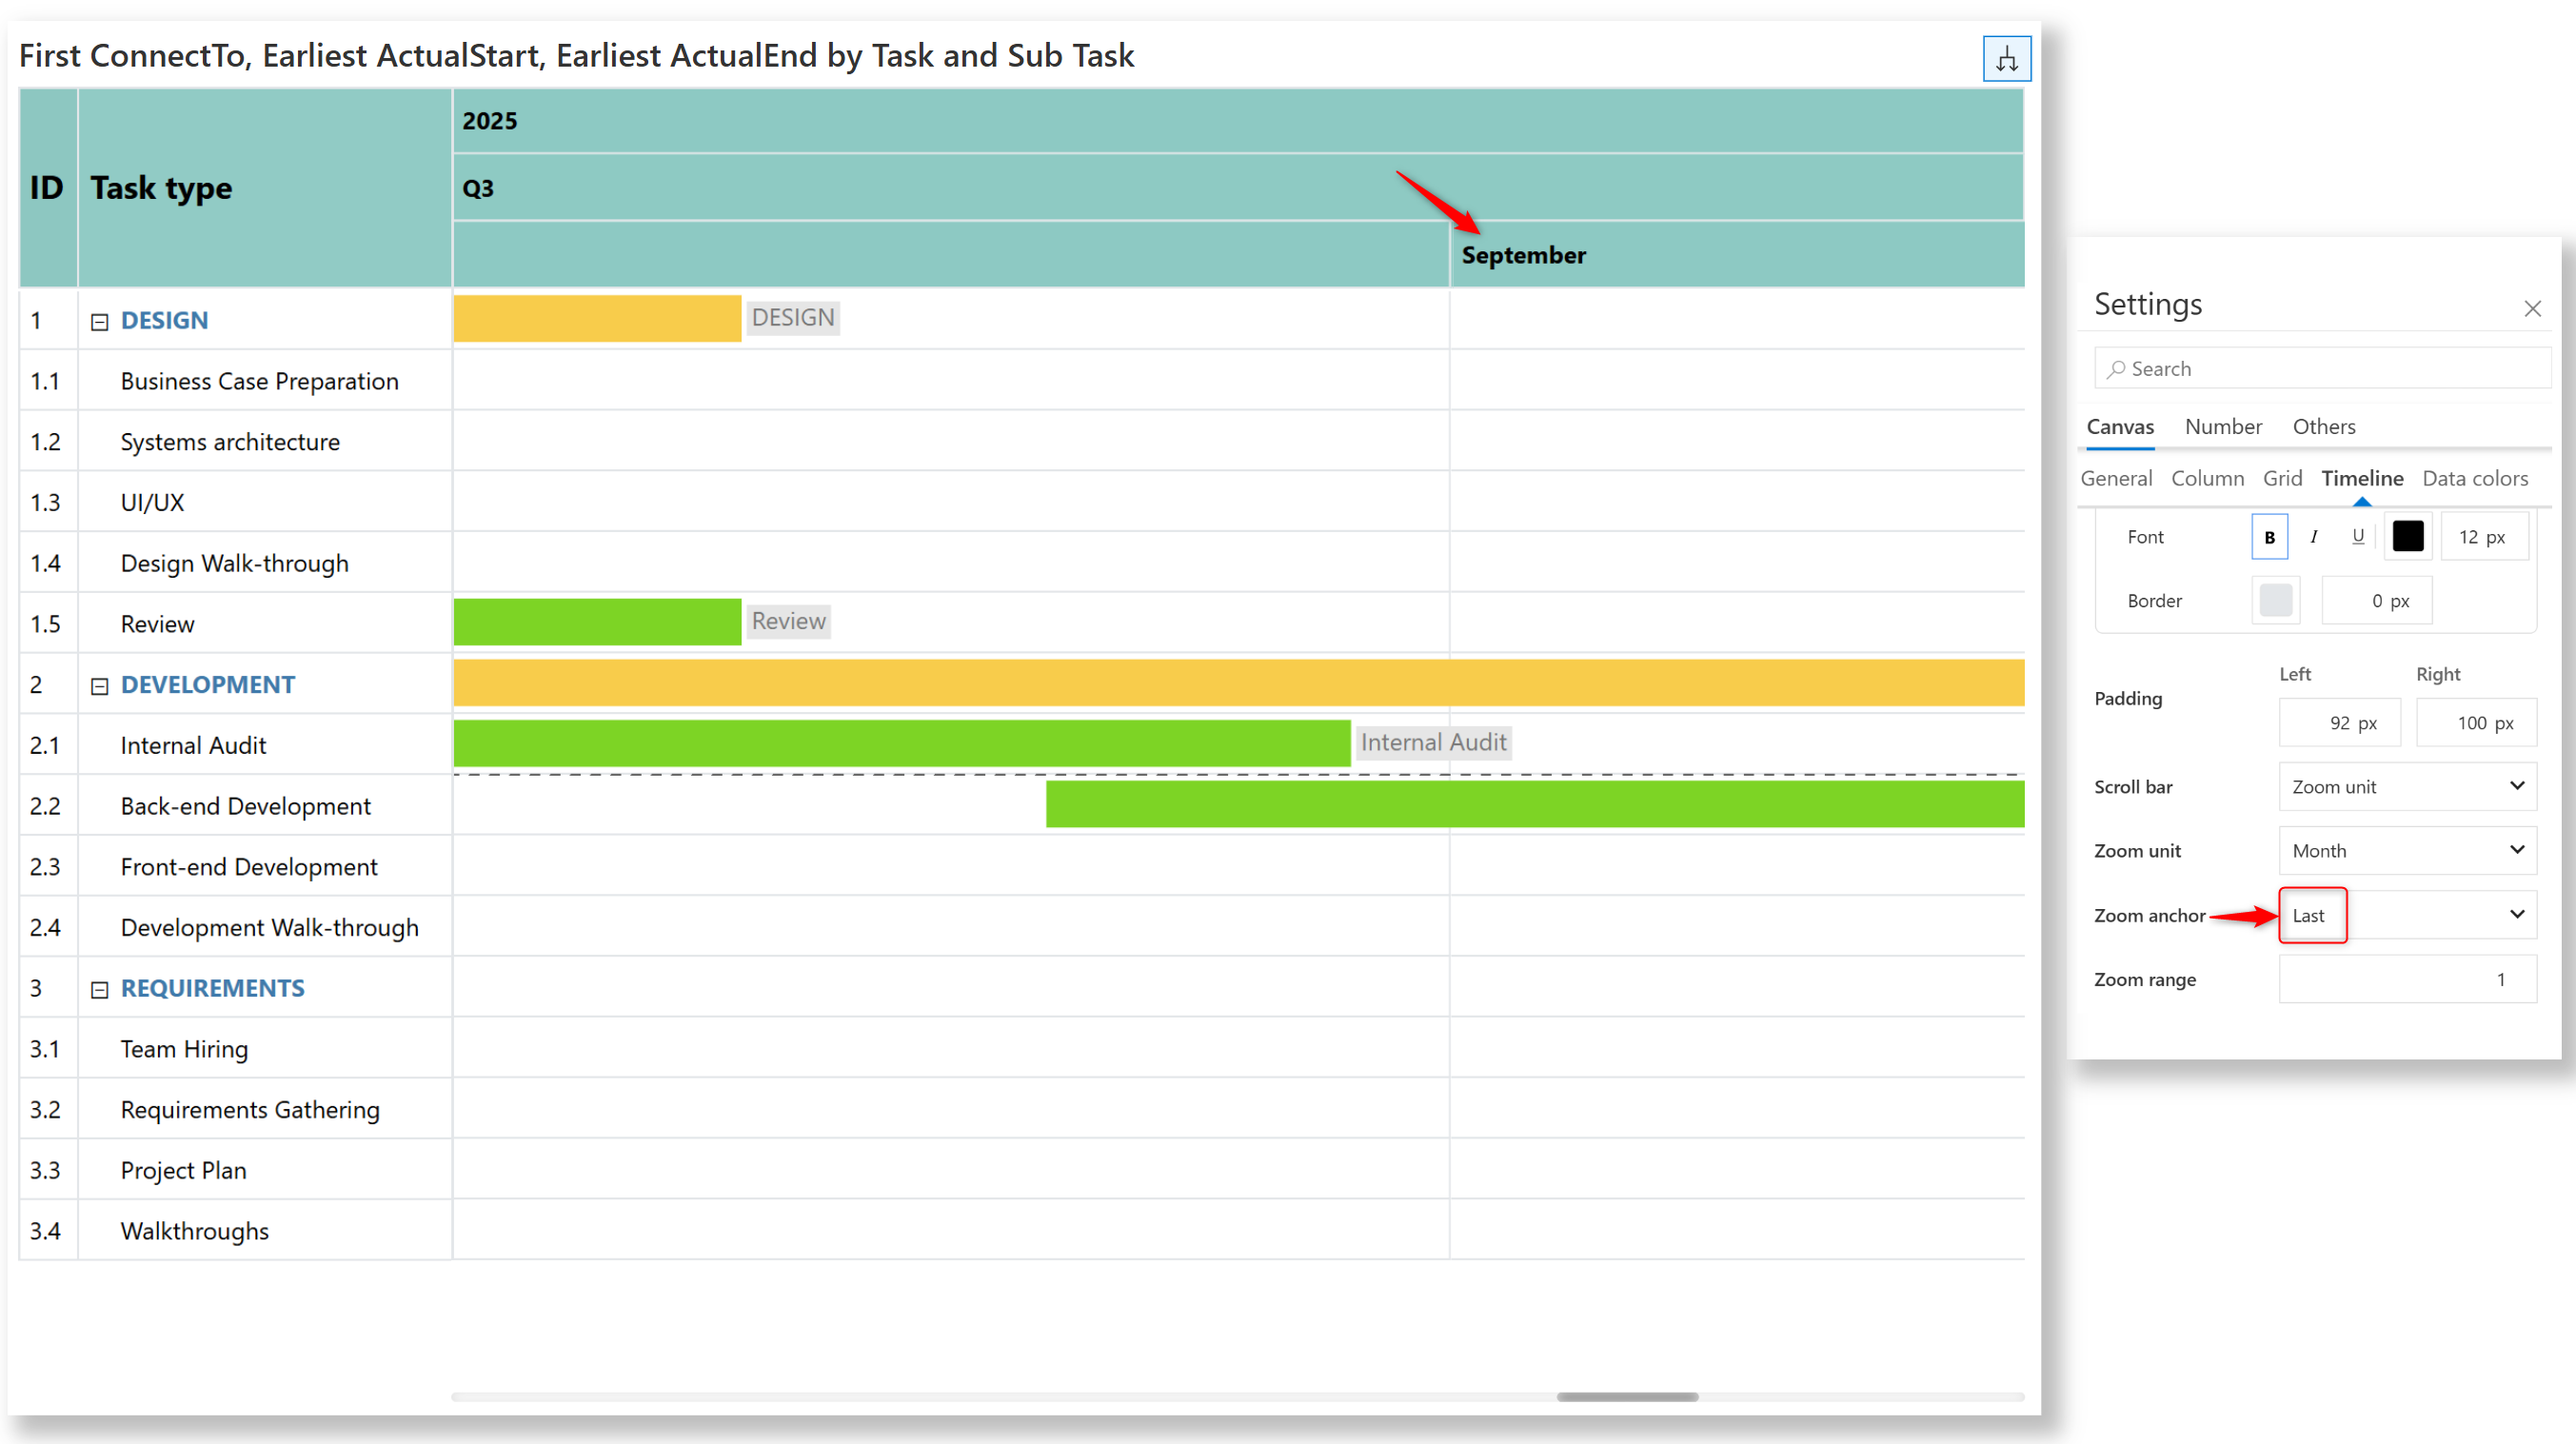 First ConnectTo, Earliest ActualStart, Earliest ActualEnd by Task and Sub Task
ID Task type 2025
Q3
September
1 DESIGN DESIGN
1.1 Business Case Preparation
1.2 Systems architecture
1.3 UI/UX
1.4 Design Walk-through
1.5 Review Review
2 DEVELOPMENT
2.1 Internal Audit Internal Audit
2.2 Back-end Development
2.3 Front-end Development
2.4 Development Walk-through
3 REQUIREMENTS
3.1 Team Hiring
3.2 Requirements Gathering
3.3 Project Plan
3.4 Walkthroughs
Settings
Search
Canvas Number Others
General Column Grid Timeline Data colors
Font B I U 12 px
Border 0 px
Left Right
Padding 92 px 100 px
Scroll bar Zoom unit
Zoom unit Month
Zoom anchor Last
Zoom range 1